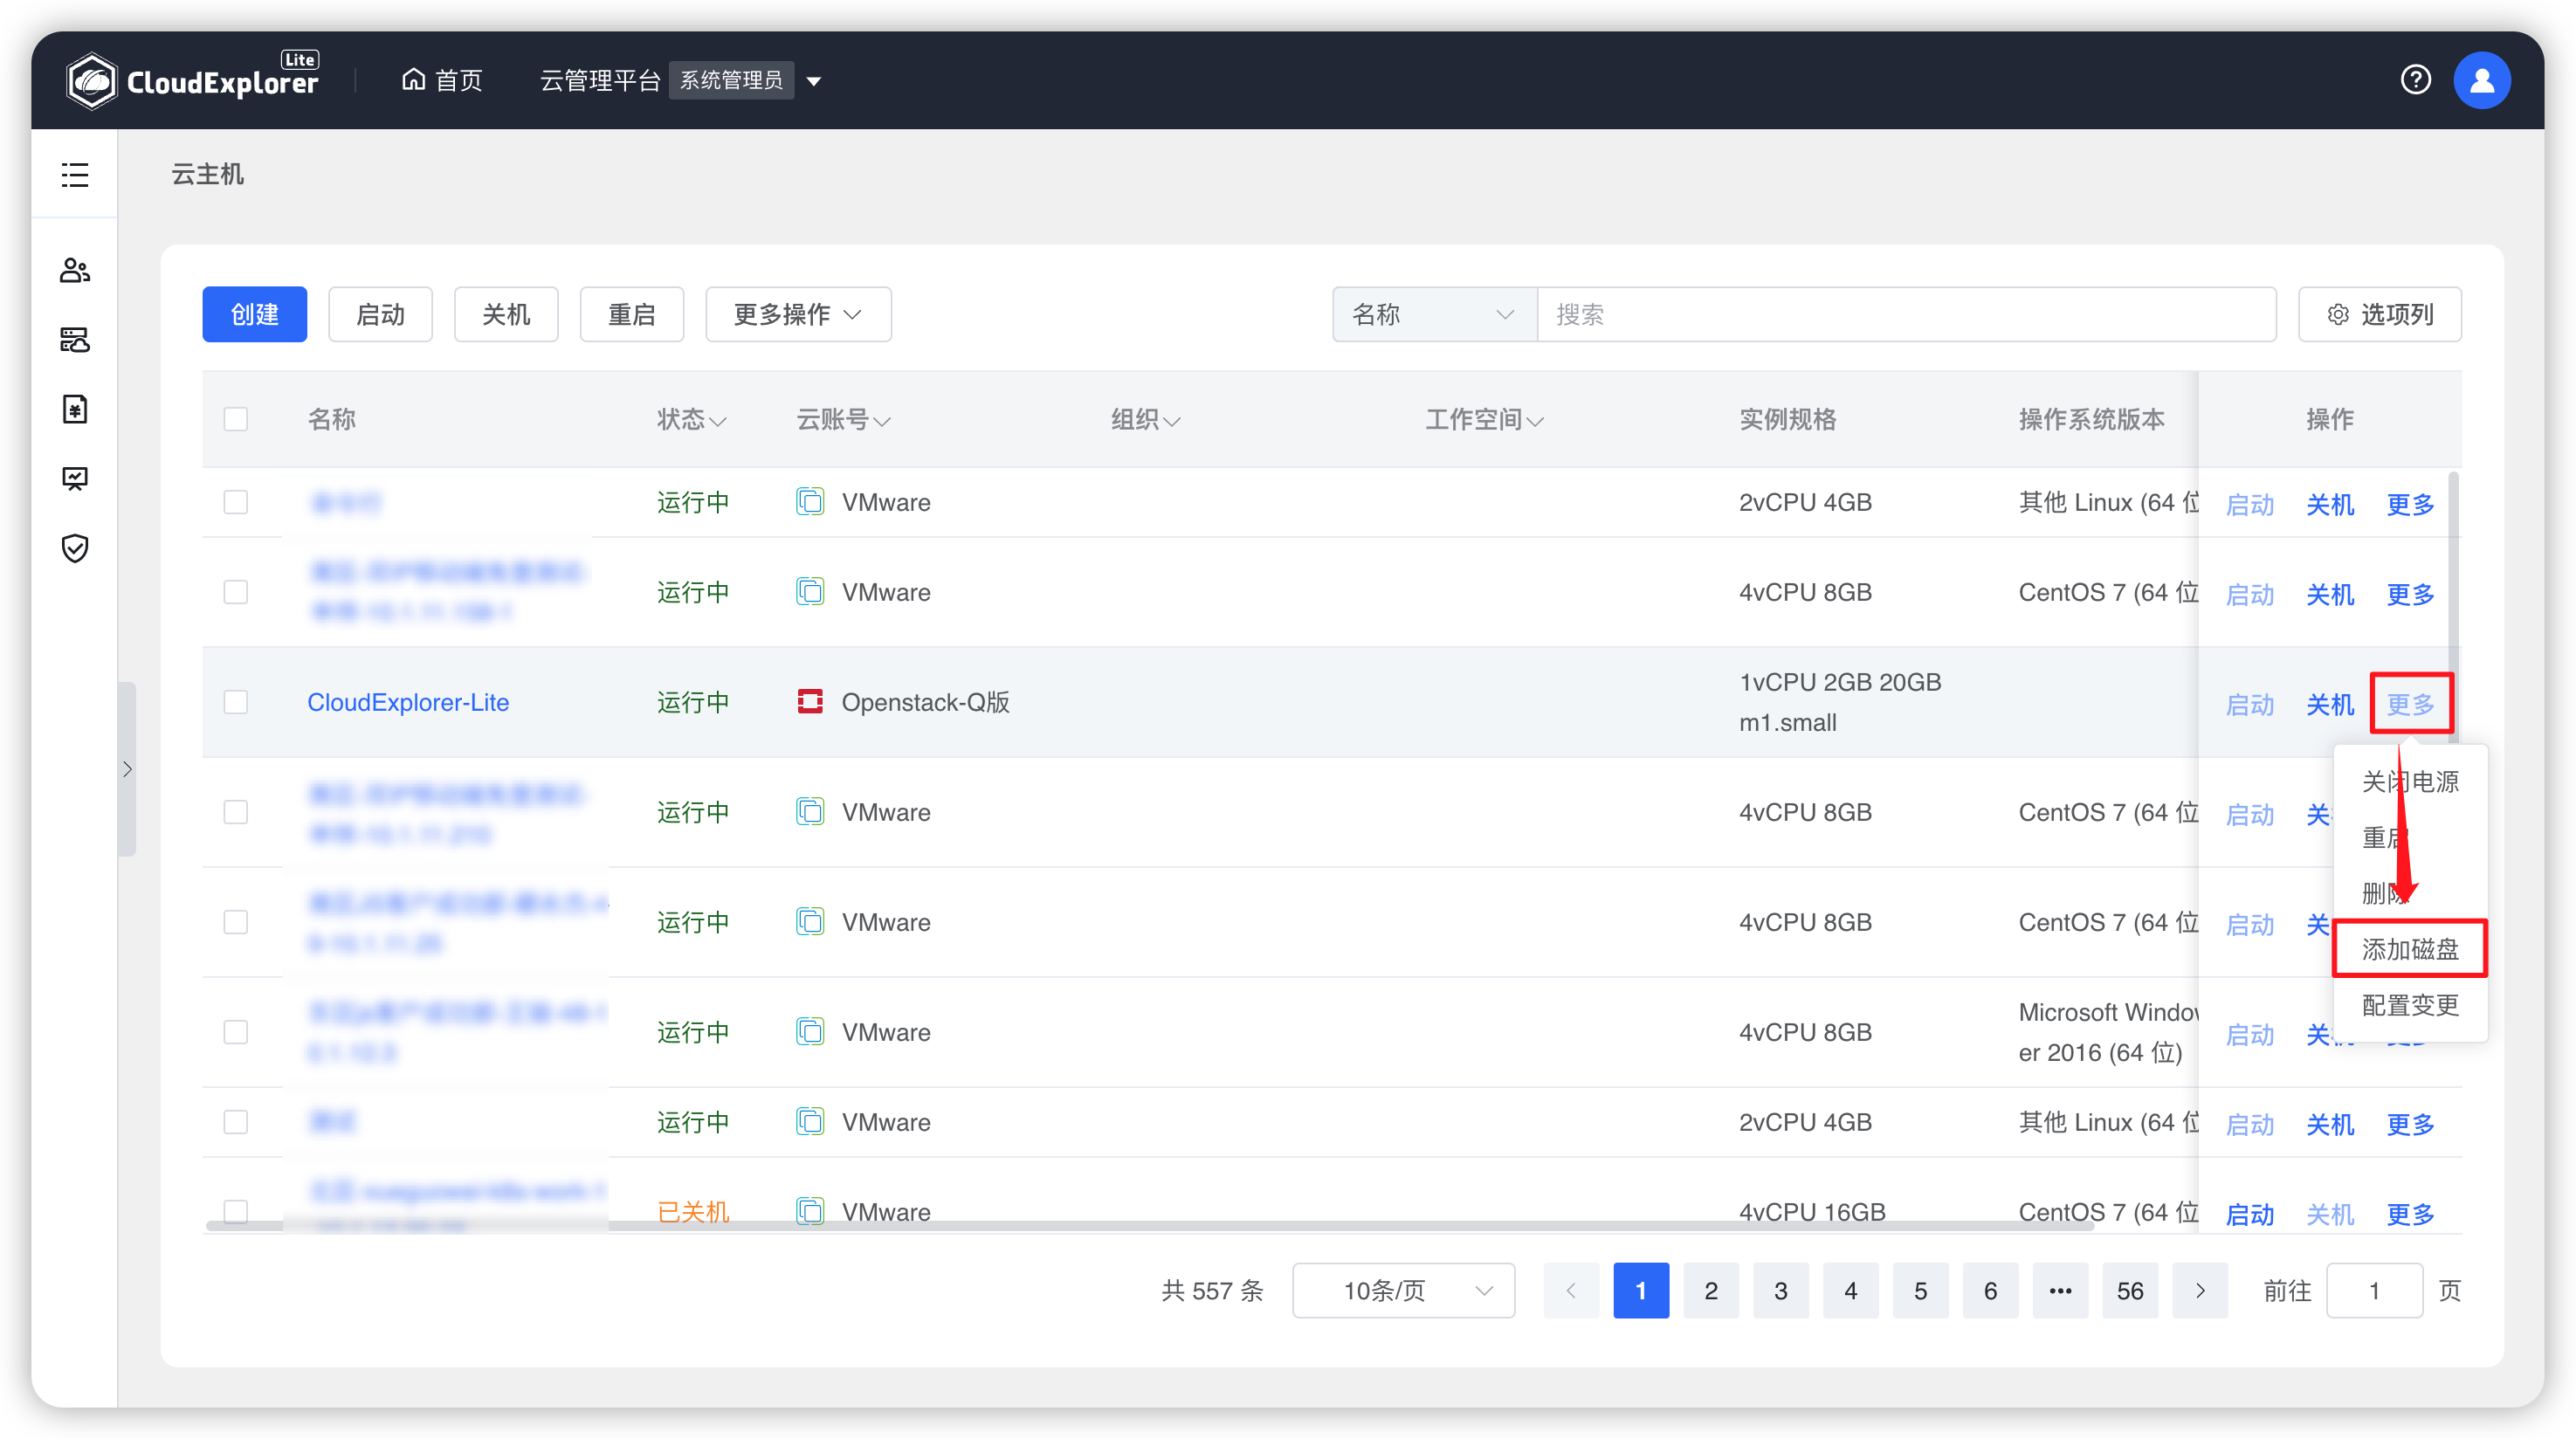 CloudExplorer Lite
首页
云管理平台 系统管理员
云主机
创建 启动 关机 重启 更多操作 名称 搜索 选项列
名称 状态 云账号 组织 工作空间 实例规格 操作系统版本 操作
运行中 VMware 2vCPU 4GB 其他 Linux (64 位 启动 关机 更多
运行中 VMware 4vCPU 8GB CentOS 7 (64 位 启动 关机 更多
CloudExplorer-Lite 运行中 Openstack-Q版 1vCPU 2GB 20GB
m1.small 启动 关机 更多
关闭电源
重启
删除
添加磁盘
配置变更
运行中 VMware 4vCPU 8GB CentOS 7 (64 位 启动 关
运行中 VMware 4vCPU 8GB CentOS 7 (64 位 启动 关
运行中 VMware 4vCPU 8GB Microsoft Window
er 2016 (64 位) 启动 关
运行中 VMware 2vCPU 4GB 其他 Linux (64 位 启动 关机 更多
已关机 VMware 4vCPU 16GB CentOS 7 (64 位 启动 关机 更多
共 557 条 10条/页 1 2 3 4 5 6 ••• 56 前往 1 页